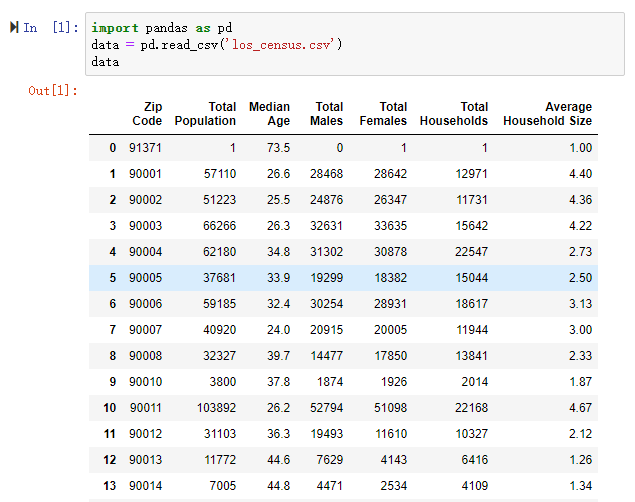 In [1]: import pandas as pd
data = pd.read_csv('los_census.csv')
data
Out[1]:
Zip Code Total Population Median Age Total Males Total Females Total Households Average Household Size
0 91371 1 73.5 0 1 1 1.00
1 90001 57110 26.6 28468 28642 12971 4.40
2 90002 51223 25.5 24876 26347 11731 4.36
3 90003 66266 26.3 32631 33635 15642 4.22
4 90004 62180 34.8 31302 30878 22547 2.73
5 90005 37681 33.9 19299 18382 15044 2.50
6 90006 59185 32.4 30254 28931 18617 3.13
7 90007 40920 24.0 20915 20005 11944 3.00
8 90008 32327 39.7 14477 17850 13841 2.33
9 90010 3800 37.8 1874 1926 2014 1.87
10 90011 103892 26.2 52794 51098 22168 4.67
11 90012 31103 36.3 19493 11610 10327 2.12
12 90013 11772 44.6 7629 4143 6416 1.26
13 90014 7005 44.8 4471 2534 4109 1.34